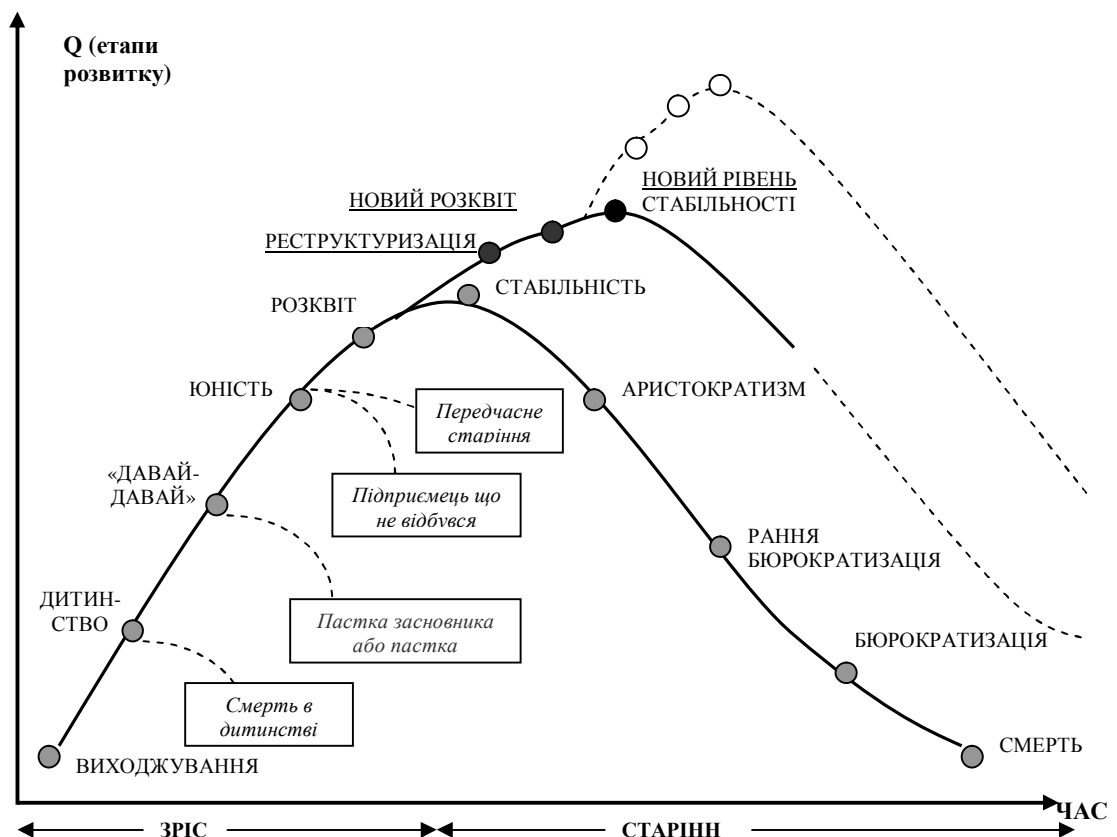 Q (етапи
розвитку)
НОВИЙ РІВЕНЬ
СТАБІЛЬНОСТІ
НОВИЙ РОЗКВІТ
РЕСТРУКТУРИЗАЦІЯ
СТАБІЛЬНІСТЬ
РОЗКВІТ
ЮНІСТЬ
АРИСТОКРАТИЗМ
Передчасне
старіння
«ДАВАЙ-
ДАВАЙ»
Підприємець що
не відбувся
РАННЯ
БЮРОКРАТИЗАЦІЯ
ДИТИН-
СТВО
Пастка засновника
або пастка
БЮРОКРАТИЗАЦІЯ
Смерть в
дитинстві
ВИХОДЖУВАННЯ
СМЕРТЬ
ЧАС
ЗРІС
СТАРІНН